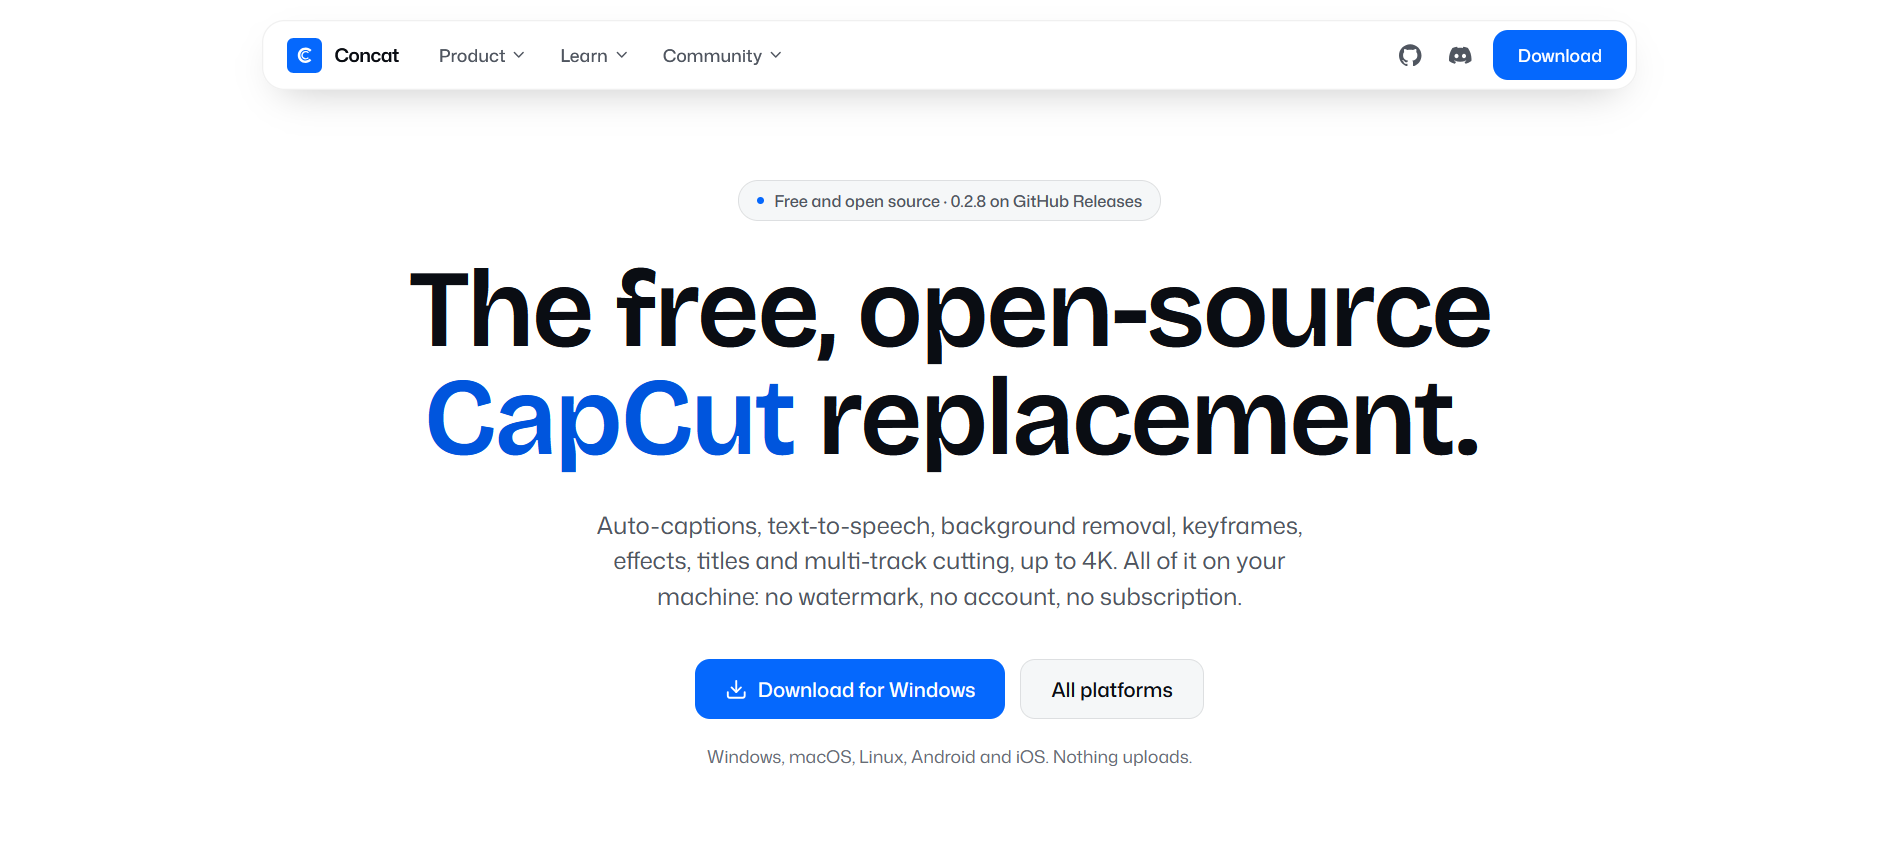 Concat
Product
Learn
Community
Download
Free and open source · 0.2.8 on GitHub Releases
The free, open-source
CapCut replacement.
Auto-captions, text-to-speech, background removal, keyframes,
effects, titles and multi-track cutting, up to 4K. All of it on your
machine: no watermark, no account, no subscription.
Download for Windows
All platforms
Windows, macOS, Linux, Android and iOS. Nothing uploads.